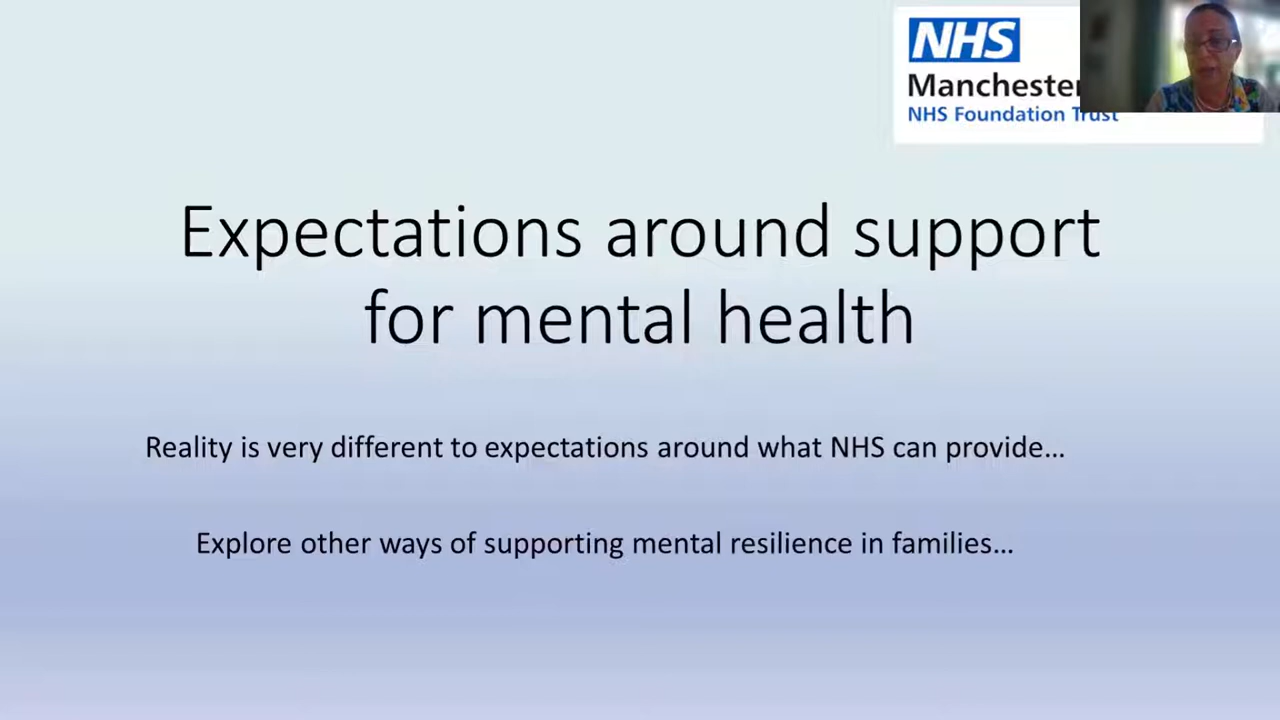 NHS
Manchester
NHS Foundation Trust
Expectations around support
for mental health
Reality is very different to expectations around what NHS can provide...
Explore other ways of supporting mental resilience in families...